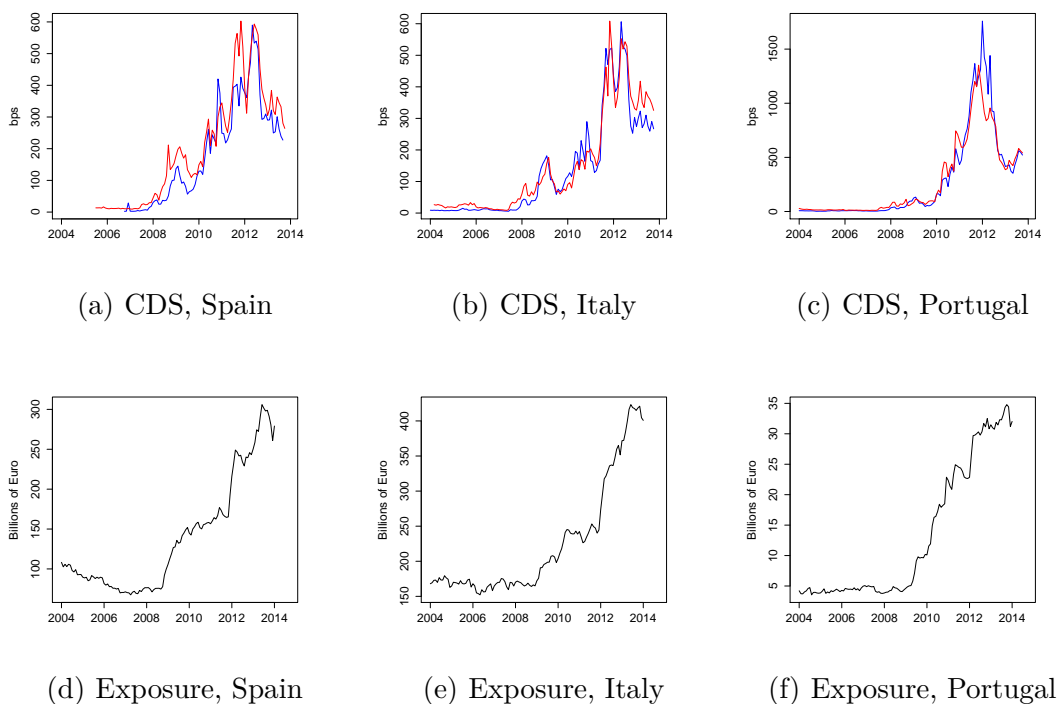 bps
0 100 200 300 400 500 600
2004 2006 2008 2010 2012 2014
bps
0 100 200 300 400 500 600
2004 2006 2008 2010 2012 2014
bps
0 500 1000 1500
2004 2006 2008 2010 2012 2014
(a) CDS, Spain
(b) CDS, Italy
(c) CDS, Portugal
Billions of Euro
100 150 200 250 300
2004 2006 2008 2010 2012 2014
Billions of Euro
150 200 250 300 350 400
2004 2006 2008 2010 2012 2014
Billions of Euro
5 10 15 20 25 30 35
2004 2006 2008 2010 2012 2014
(d) Exposure, Spain
(e) Exposure, Italy
(f) Exposure, Portugal